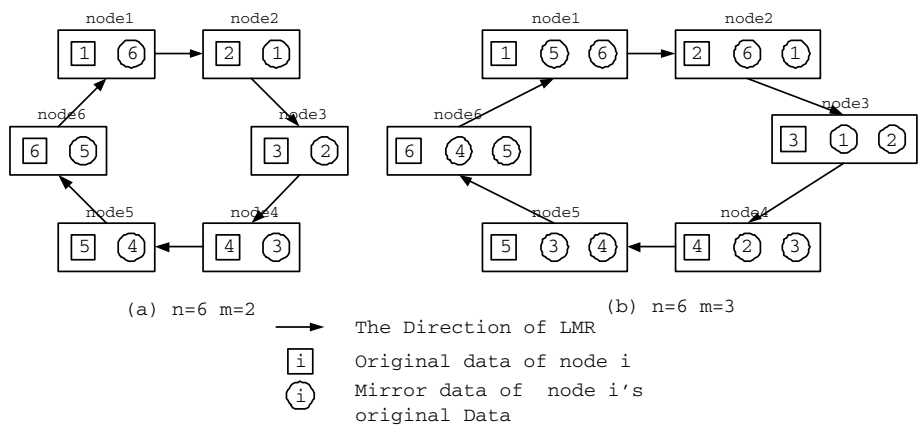 node1
1 6
node2
2 1
node3
3 2
node4
4 3
node5
5 4
node6
6 5
(a) n=6 m=2
node1
1 5 6
node2
2 6 1
node3
3 1 2
node4
4 2 3
node5
5 3 4
node6
6 4 5
(b) n=6 m=3
The Direction of LMR
i Original data of node i
i Mirror data of node i's
original Data